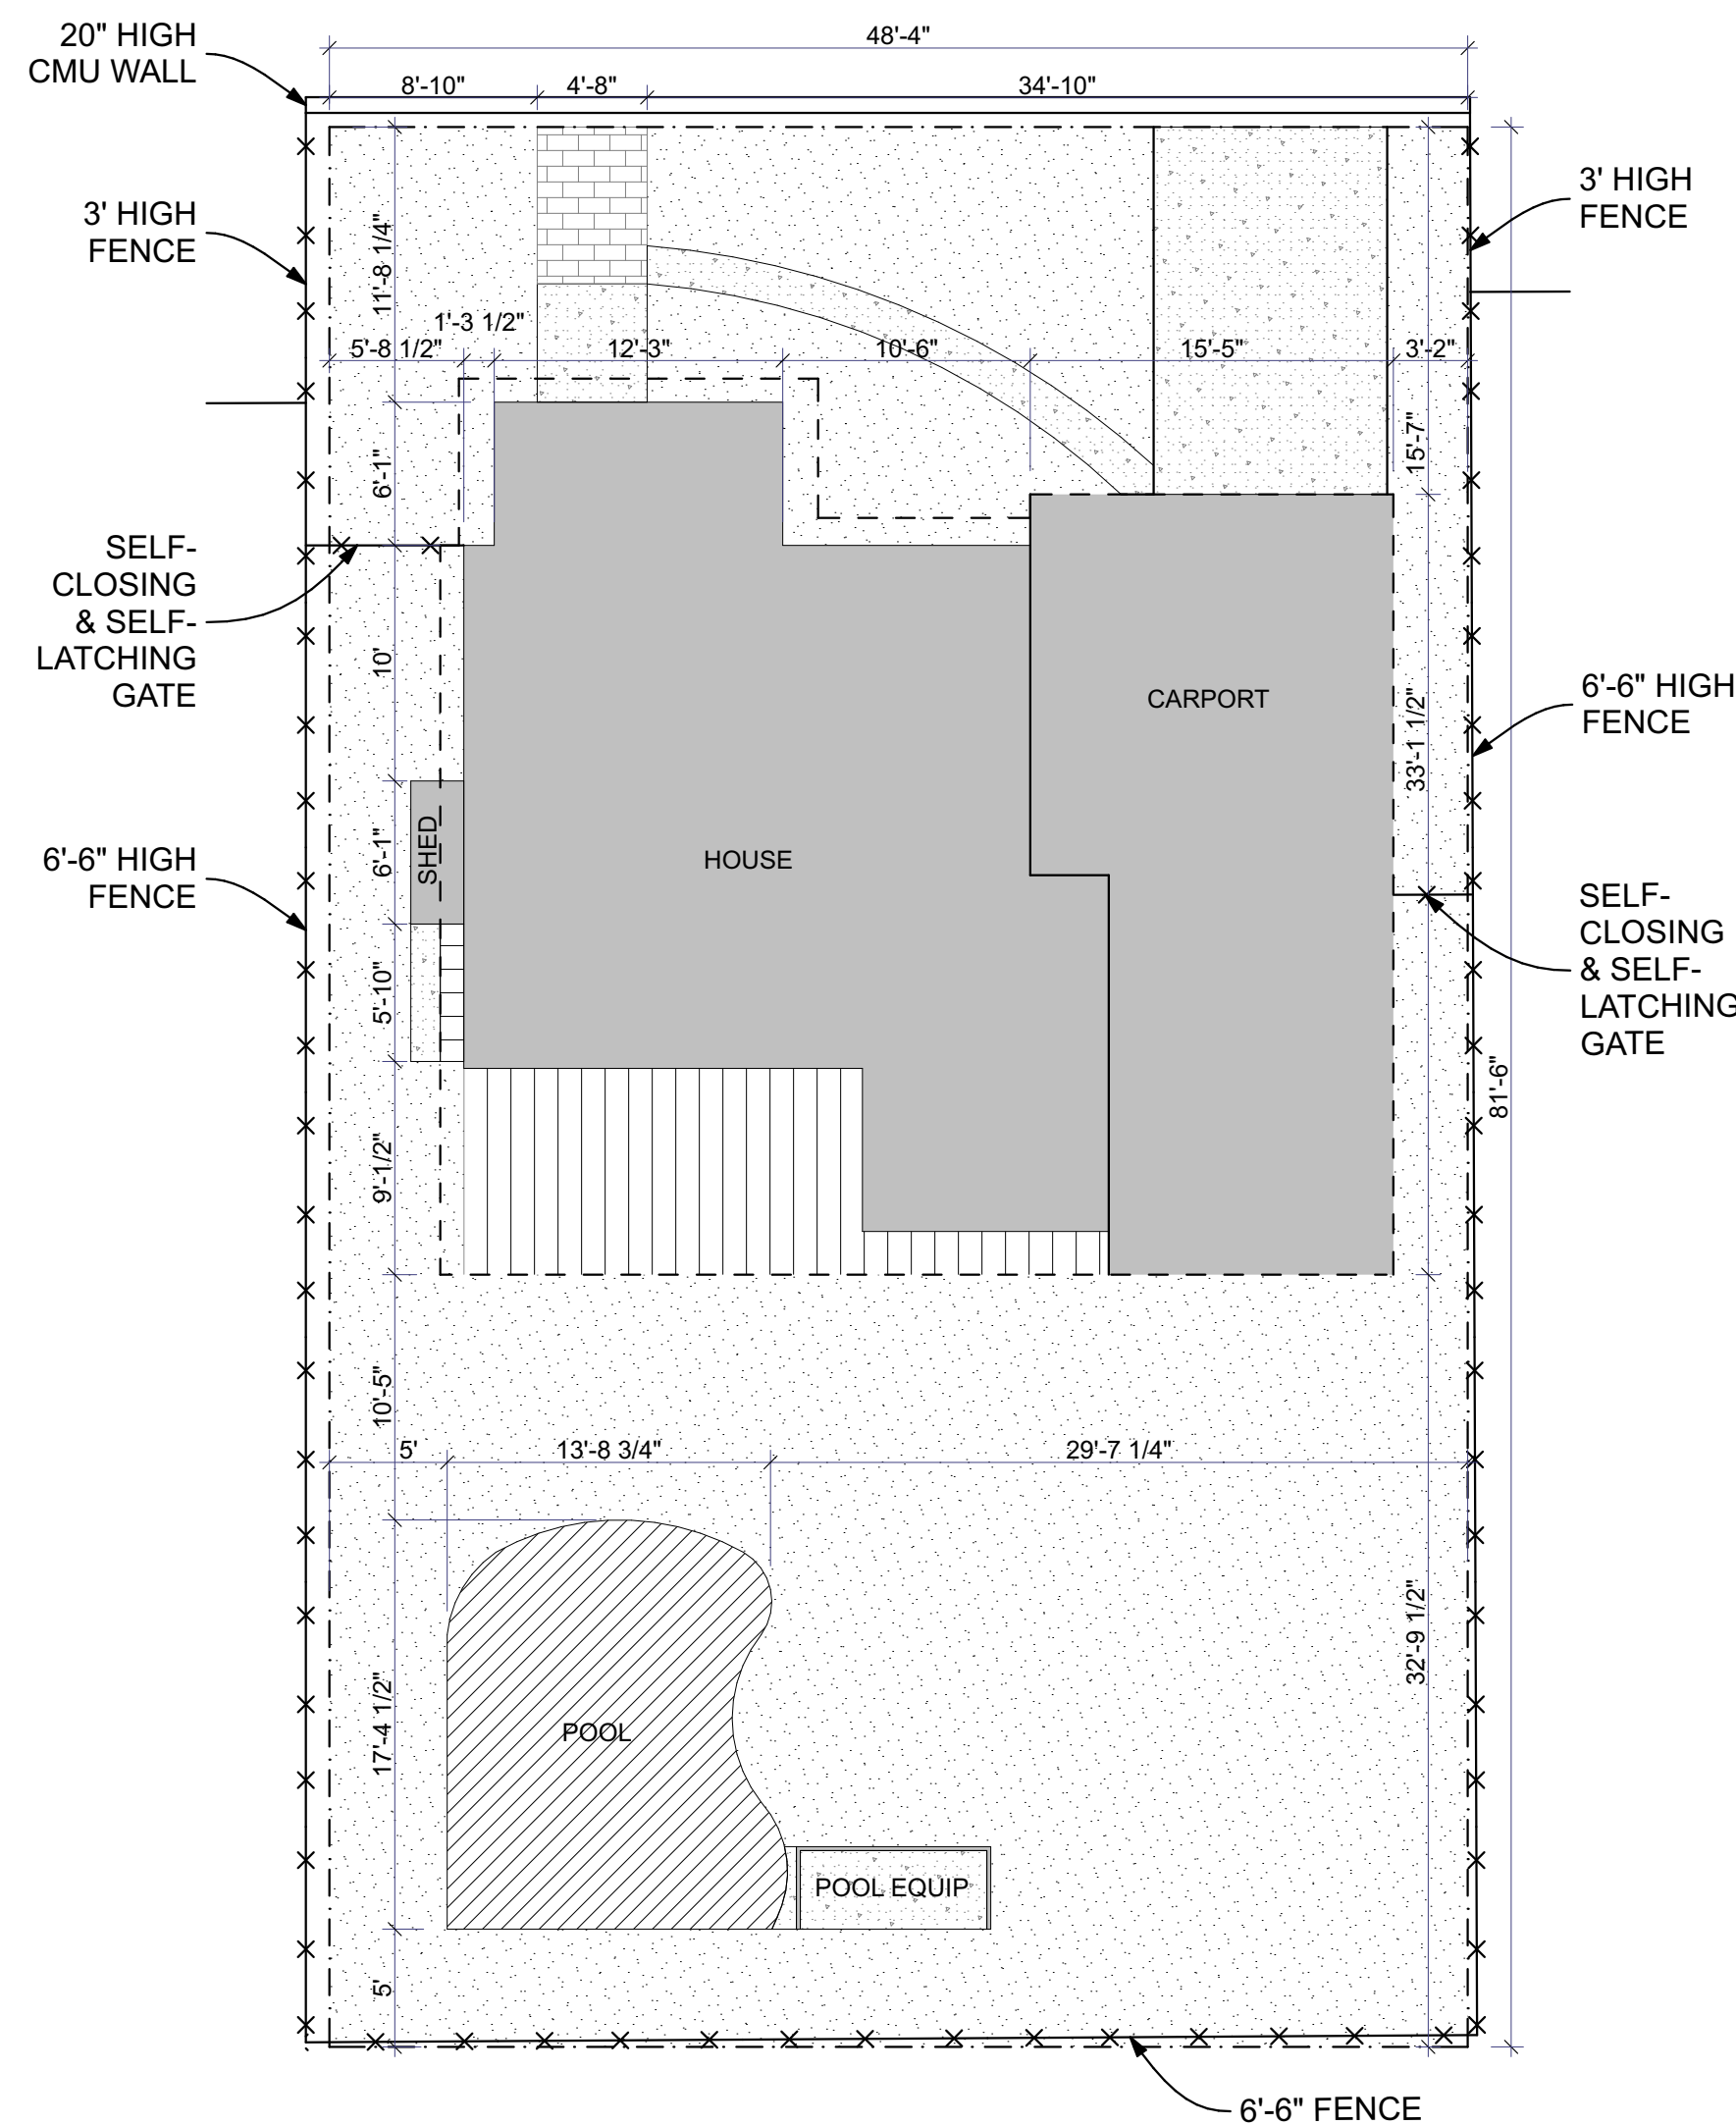 20" HIGH
CMU WALL
48'-4"
8'-10"
4'-8"
34'-10"
3' HIGH
FENCE
3' HIGH
FENCE
11'-8 1/4"
1'-3 1/2"
5'-8 1/2"
12'-3"
10'-6"
15'-5"
3'-2"
15'-7"
6'-1"
SELF-
CLOSING
& SELF-
LATCHING
GATE
10'
CARPORT
33'-1 1/2"
6'-6" HIGH
FENCE
SHED
6'-1"
HOUSE
6'-6" HIGH
FENCE
SELF-
CLOSING
& SELF-
LATCHING
GATE
5'-10"
81'-6"
9'-1/2"
10'-5"
5'
13'-8 3/4"
29'-7 1/4"
32'-9 1/2"
17'-4 1/2"
POOL
POOL EQUIP
5'
6'-6" FENCE